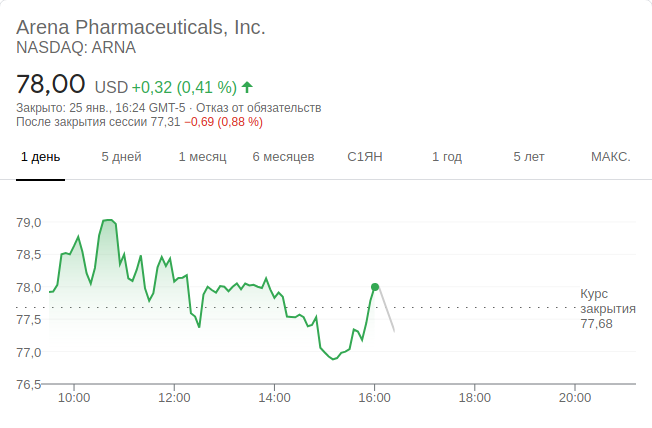 Arena Pharmaceuticals, Inc.
NASDAQ: ARNA
78,00 USD +0,32 (0,41 %)
Закрыто: 25 янв., 16:24 GMT-5 · Отказ от обязательств
После закрытия сессии 77,31 −0,69 (0,88 %)
1 день 5 дней 1 месяц 6 месяцев С1ЯН 1 год 5 лет МАКС.
79,0
78,5
78,0
77,5
77,0
76,5
Курс
закрытия
77,68
10:00 12:00 14:00 16:00 18:00 20:00